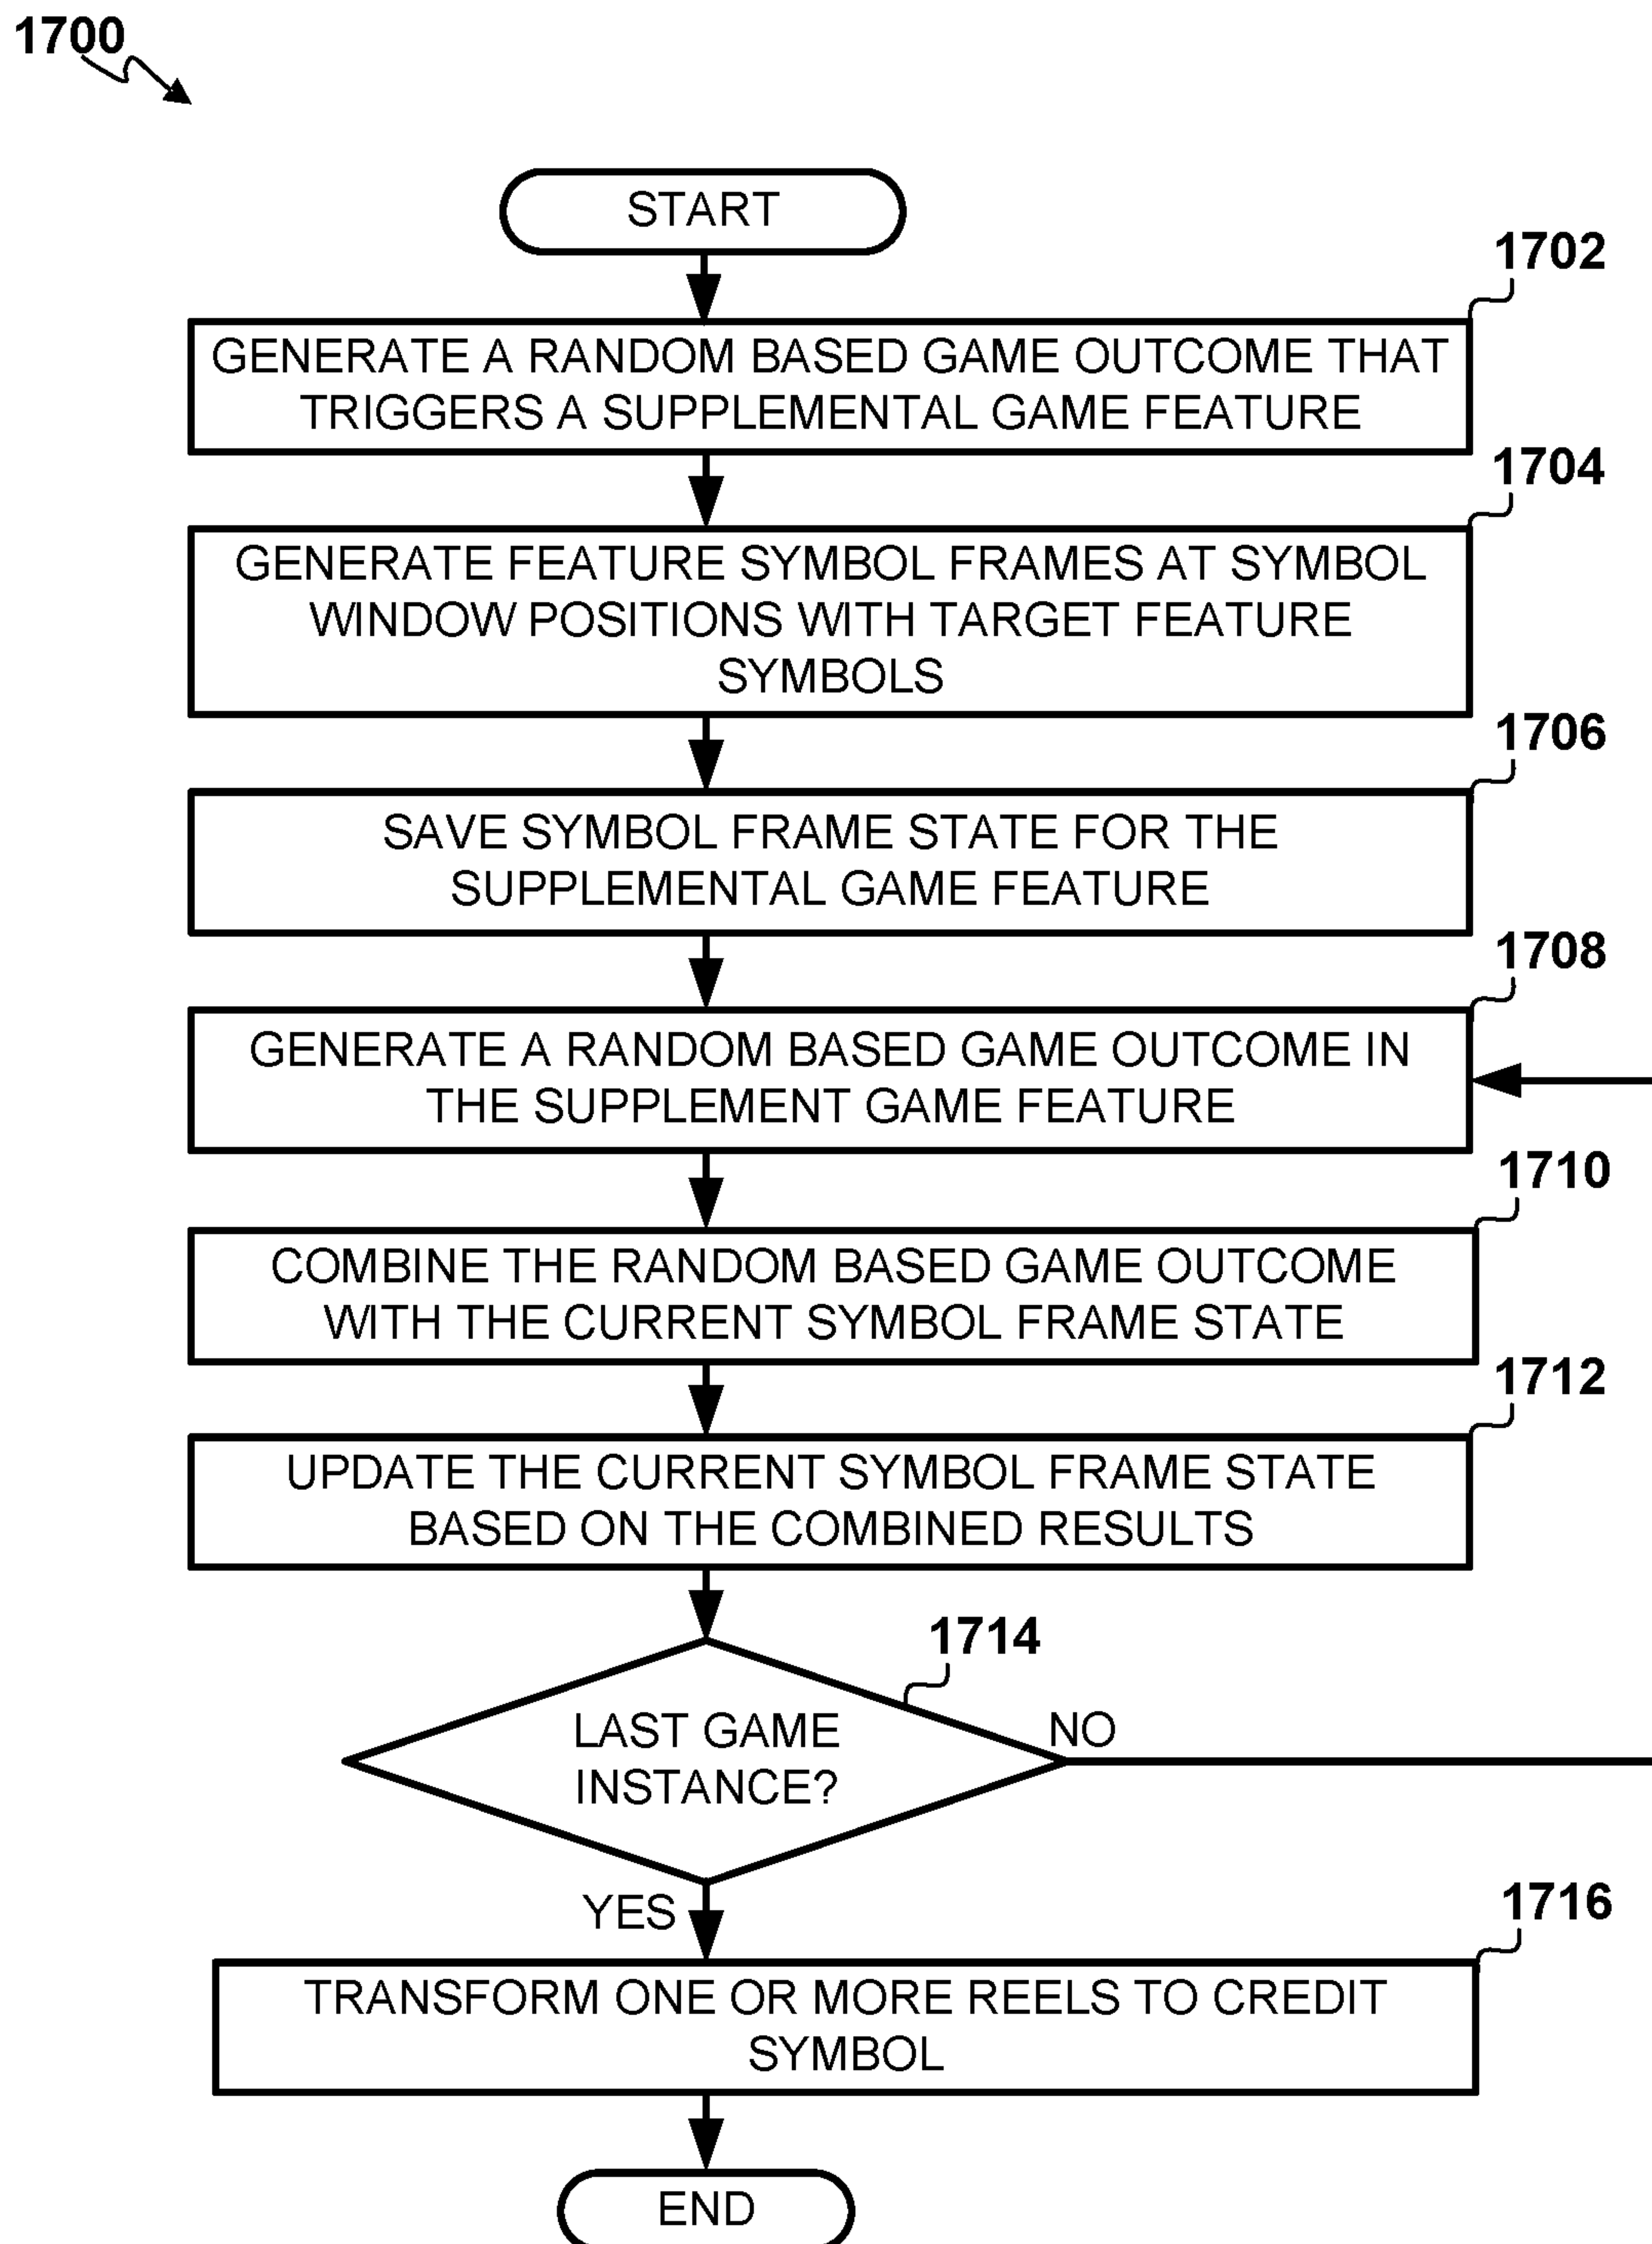 1700
START
1702
GENERATE A RANDOM BASED GAME OUTCOME THAT
TRIGGERS A SUPPLEMENTAL GAME FEATURE
1704
GENERATE FEATURE SYMBOL FRAMES AT SYMBOL
WINDOW POSITIONS WITH TARGET FEATURE
SYMBOLS
1706
SAVE SYMBOL FRAME STATE FOR THE
SUPPLEMENTAL GAME FEATURE
1708
GENERATE A RANDOM BASED GAME OUTCOME IN
THE SUPPLEMENT GAME FEATURE
1710
COMBINE THE RANDOM BASED GAME OUTCOME
WITH THE CURRENT SYMBOL FRAME STATE
1712
UPDATE THE CURRENT SYMBOL FRAME STATE
BASED ON THE COMBINED RESULTS
1714
LAST GAME
INSTANCE?
NO
YES
1716
TRANSFORM ONE OR MORE REELS TO CREDIT
SYMBOL
END